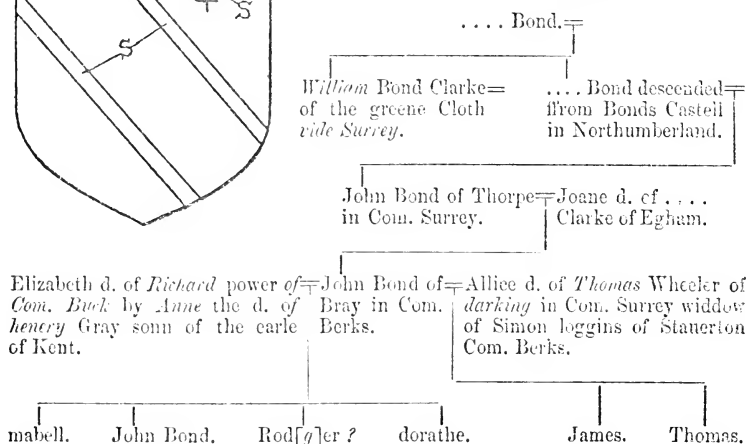 S
S
.... Bond.
William Bond Clarke
of the greene Cloth
vide Surrey.
.... Bond descended
ffrom Bonds Castell
in Northumberland.
John Bond of Thorpe
in Com. Surrey.
Joane d. of ....
Clarke of Egham.
Elizabeth d. of Richard power of
Com. Buck by Anne the d. of
henery Gray sonn of the earle
of Kent.
John Bond of
Bray in Com.
Berks.
Allice d. of Thomas Wheeler of
darking in Com. Surrey widdow
of Simon loggins of Stauerton
Com. Berks.
mabell. John Bond. Rod[g]er ? dorathe. James. Thomas.